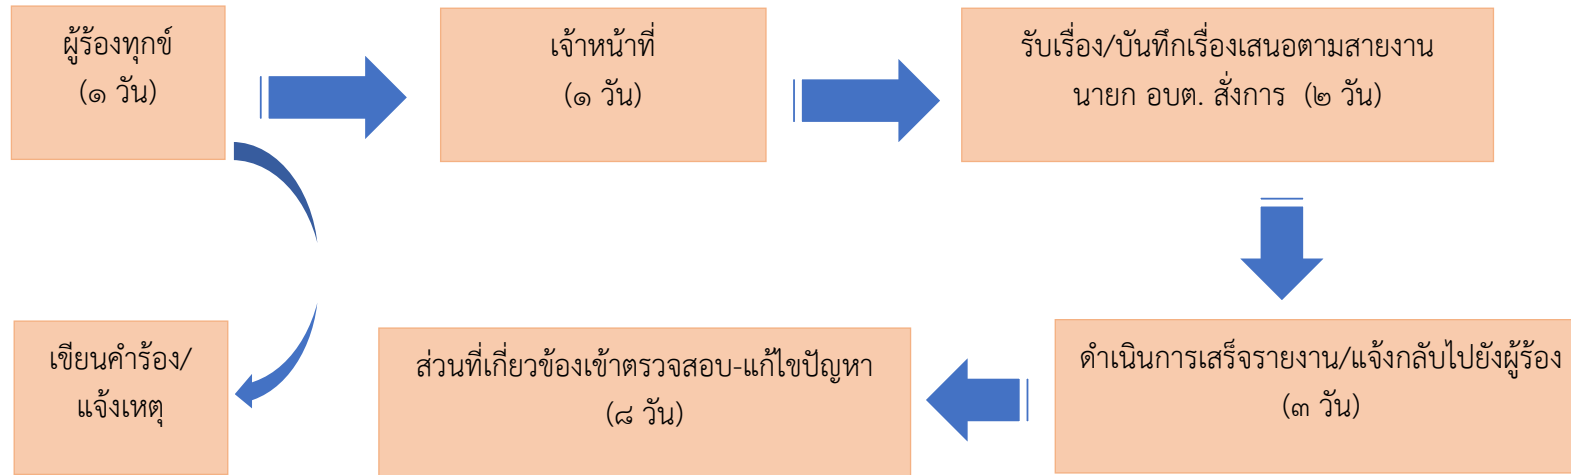 ผู้ร้องทุกข์
(๑ วัน)
เจ้าหน้าที่
(๑ วัน)
รับเรื่อง/บันทึกเรื่องเสนอตามสายงาน
นายก อบต. สั่งการ (๒ วัน)
เขียนคำร้อง/
แจ้งเหตุ
ส่วนที่เกี่ยวข้องเข้าตรวจสอบ-แก้ไขปัญหา
(๘ วัน)
ดำเนินการเสร็จรายงาน/แจ้งกลับไปยังผู้ร้อง
(๓ วัน)